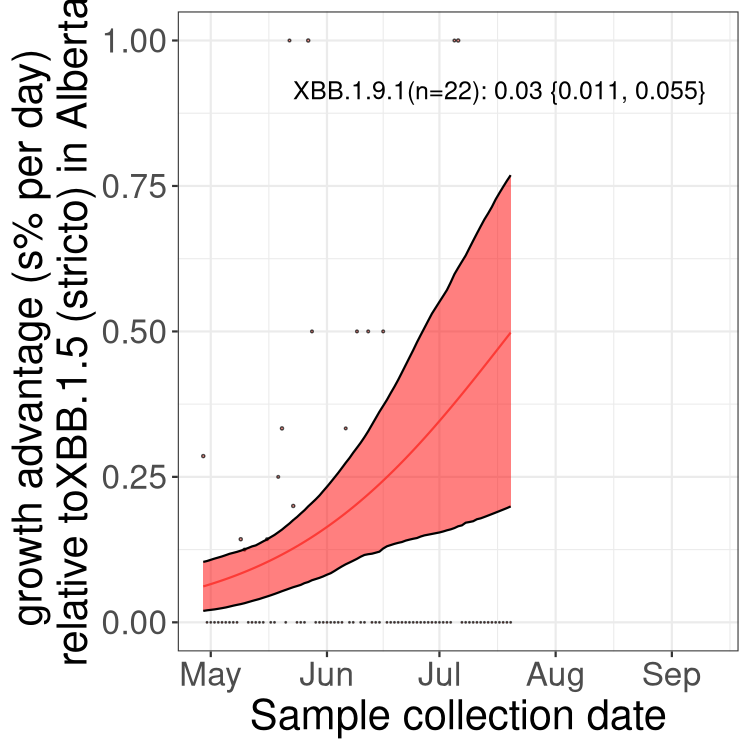 growth advantage (s% per day)
relative toXBB.1.5 (stricto) in Alberta
1.00
0.75
0.50
0.25
0.00
XBB.1.9.1(n=22): 0.03 {0.011, 0.055}
May Jun Jul Aug Sep
Sample collection date